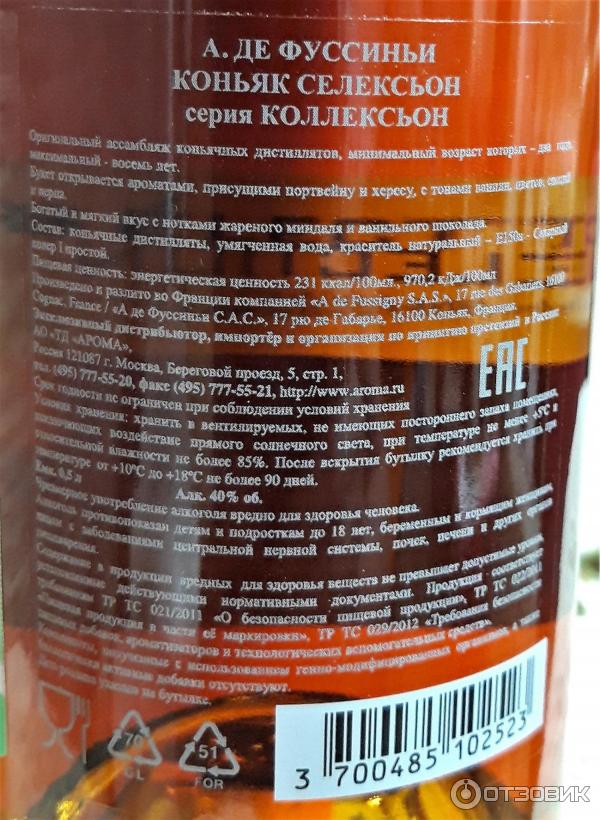 А. ДЕ ФУССИНЬИ
КОНЬЯК СЕЛЕКСЬОН
серия КОЛЛЕКСЬОН
Оригинальный ассамбляж коньячных дистиллятов, минимальный возраст которых - два года,
максимальный - восемь лет.
Букет открывается ароматами, присущими портвейну и хересу, с тонами ванили, цветов, специй
и перца.
Богатый и мягкий вкус с нотками жареного миндаля и ванильного шоколада.
Состав: коньячные дистилляты, умягченная вода, краситель натуральный – E150a - Сахарный
колер I простой.
Пищевая ценность: энергетическая ценность 231 ккал/100мл., 970,2 кДж/100мл
Произведено и разлито во Франции компанией «A de Fussigny S.A.S.», 17 rue des Gabariers, 16100
Cognac, France / «А де Фуссиньи С.А.С.», 17 рю де Габарье, 16100 Коньяк, Франция.
Эксклюзивный дистрибьютор, импортёр и организация по принятию претензий в России:
АО «ТД «АРОМА»,
Россия 121087 г. Москва, Береговой проезд, 5, стр. 1,
тел. (495) 777-55-20, факс (495) 777-55-21, http://www.aroma.ru
Срок годности не ограничен при соблюдении условий хранения
Условия хранения: хранить в вентилируемых, не имеющих постороннего запаха помещениях,
исключающих воздействие прямого солнечного света, при температуре не менее +5°С и
относительной влажности не более 85%. После вскрытия бутылку рекомендуется хранить при
температуре от +10°С до +18°С не более 90 дней.
Емк. 0,5 л
Алк. 40% об.
Чрезмерное употребление алкоголя вредно для здоровья человека.
Алкоголь противопоказан детям и подросткам до 18 лет, беременным и кормящим женщинам,
лицам с заболеваниями центральной нервной системы, почек, печени и других органов
пищеварения.
Содержание в продукции вредных для здоровья веществ не превышает допустимые уровни,
установленные действующими нормативными документами. Продукция соответствует
требованиям ТР ТС 021/2011 «О безопасности пищевой продукции», ТР ТС 022/2011
«Пищевая продукция в части её маркировки», ТР ТС 029/2012 «Требования безопасности
пищевых добавок, ароматизаторов и технологических вспомогательных средств».
Компоненты, полученные с использованием генно-модифицированных организмов, а также
активные добавки отсутствуют.
Дата розлива указана на бутылке.
EAC
70
GL
51
FOR
3 700485 102523
ОТЗОВИК